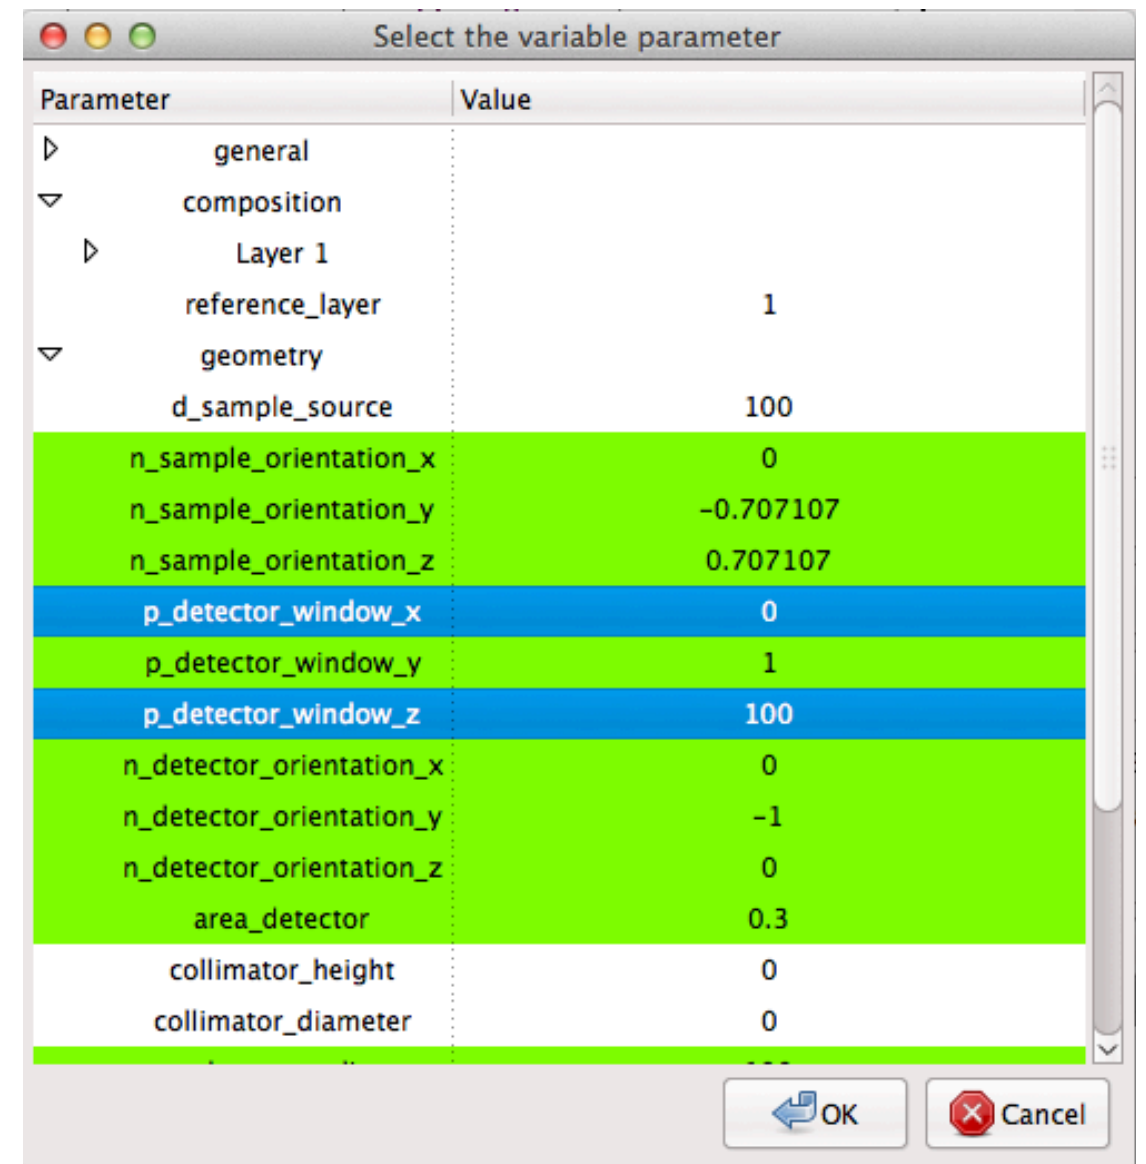 Select the variable parameter
Parameter Value
general
composition
Layer 1
reference_layer 1
geometry
d_sample_source 100
n_sample_orientation_x 0
n_sample_orientation_y -0.707107
n_sample_orientation_z 0.707107
p_detector_window_x 0
p_detector_window_y 1
p_detector_window_z 100
n_detector_orientation_x 0
n_detector_orientation_y -1
n_detector_orientation_z 0
area_detector 0.3
collimator_height 0
collimator_diameter 0
OK Cancel